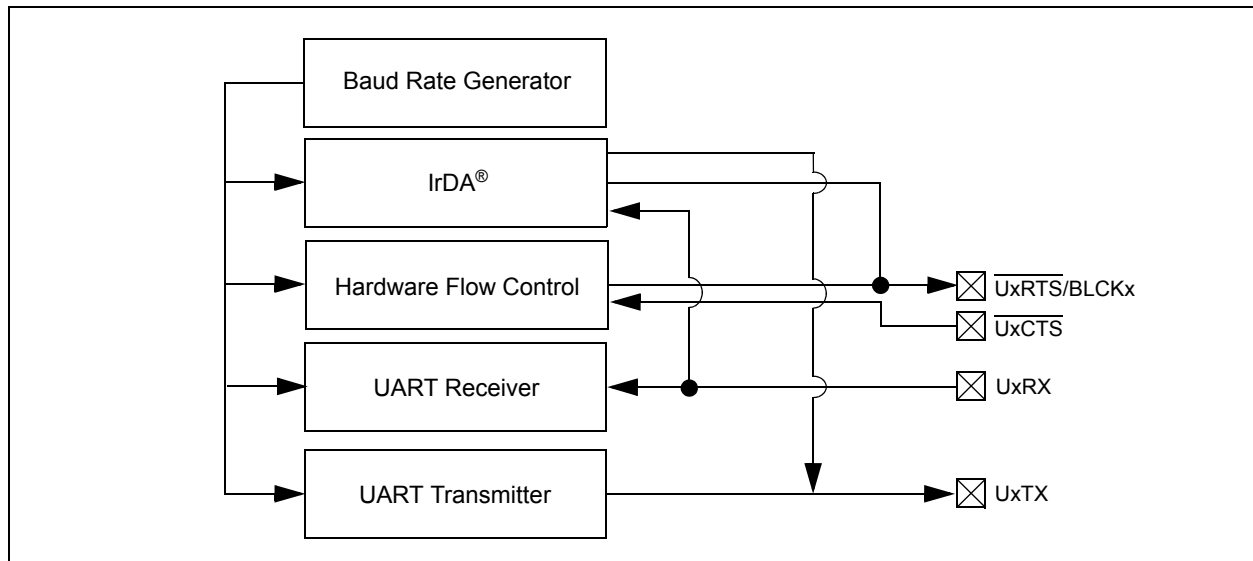 Baud Rate Generator
IrDA®
Hardware Flow Control
UxRTS/BLCKx
UxCTS
UART Receiver
UxRX
UART Transmitter
UxTX